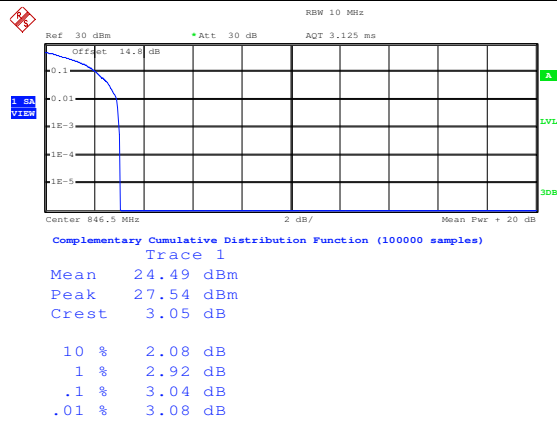 RBW 10 MHz
Ref 30 dBm *Att 30 dB AQT 3.125 ms
Offset 14.8 dB
0.1
A
0.01
1 SA
VIEW
1E-3
LVL
1E-4
1E-5
3DB
Center 846.5 MHz 2 dB/ Mean Pwr + 20 dB
Complementary Cumulative Distribution Function (100000 samples)
Trace 1
Mean 24.49 dBm
Peak 27.54 dBm
Crest 3.05 dB
10 % 2.08 dB
1 % 2.92 dB
.1 % 3.04 dB
.01 % 3.08 dB